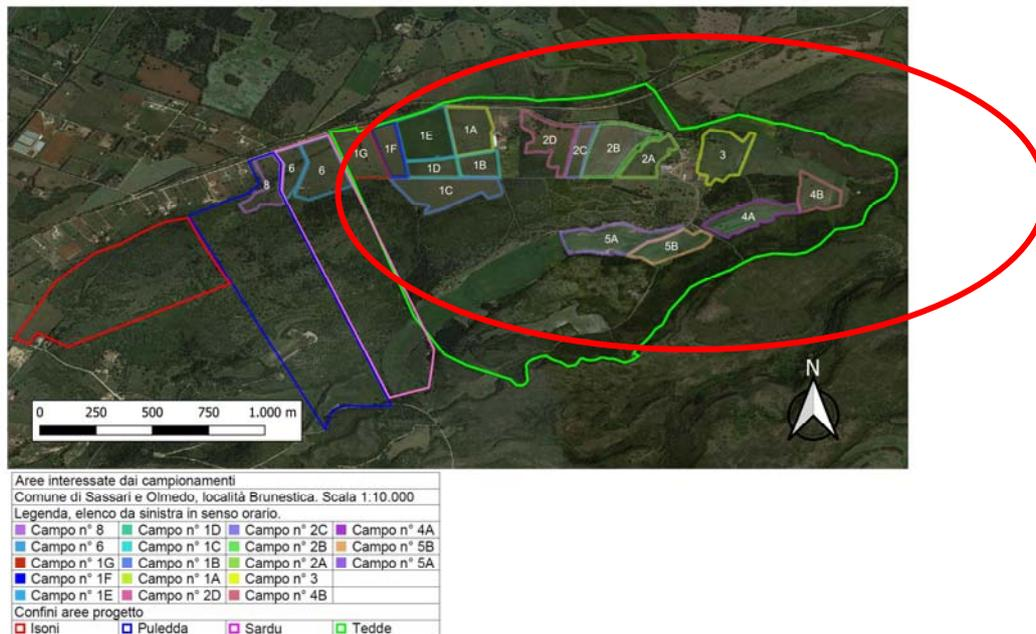 1E
1A
1G
1F
1D
1B
1C
6
6
8
2D
2C
2B
2A
3
4B
4A
5A
5B
N
0 250 500 750 1.000 m
Aree interessate dai campionamenti
Comune di Sassari e Olmedo, località Brunestica. Scala 1:10.000
Legenda, elenco da sinistra in senso orario.
Campo n° 8 Campo n° 1D Campo n° 2C Campo n° 4A
Campo n° 6 Campo n° 1C Campo n° 2B Campo n° 5B
Campo n° 1G Campo n° 1B Campo n° 2A Campo n° 5A
Campo n° 1F Campo n° 1A Campo n° 3
Campo n° 1E Campo n° 2D Campo n° 4B
Confini aree progetto
Isoni Puledda Sardu Tedde